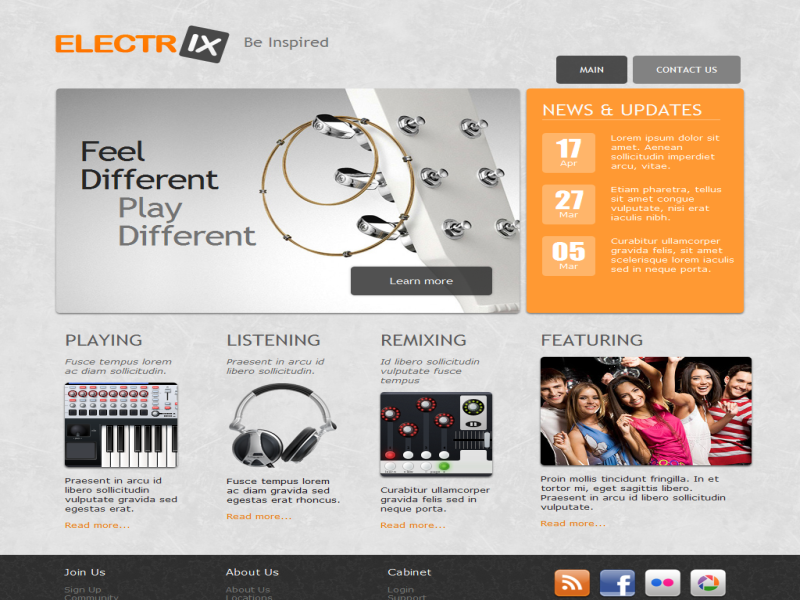 ELECTR IX
Be Inspired
MAIN
CONTACT US
Feel
Different
Play
Different
Learn more
NEWS & UPDATES
17
Apr
Lorem ipsum dolor sit
amet. Aenean
sollicitudin imperdiet
arcu, vitae.
27
Mar
Etiam pharetra, tellus
sit amet congue
vulputate, nisi erat
iaculis nibh.
05
Mar
Curabitur ullamcorper
gravida felis, sit amet
scelerisque lorem iaculis
sed in neque porta.
PLAYING
Fusce tempus lorem
ac diam sollicitudin.
Praesent in arcu id
libero sollicitudin
vulputate gravida sed
egestas erat.
Read more...
LISTENING
Praesent in arcu id
libero sollicitudin.
Fusce tempus lorem
ac diam gravida sed
egestas erat rhoncus.
Read more...
REMIXING
Id libero sollicitudin
vulputate fusce
tempus
Curabitur ullamcorper
gravida felis sed in
neque porta.
Read more...
FEATURING
Proin mollis tincidunt fringilla. In et
tortor mi, eget sagittis libero.
Praesent in arcu id libero sollicitudin
vulputate.
Read more...
Join Us
Sign Up
Community
About Us
About Us
Locations
Cabinet
Login
Support